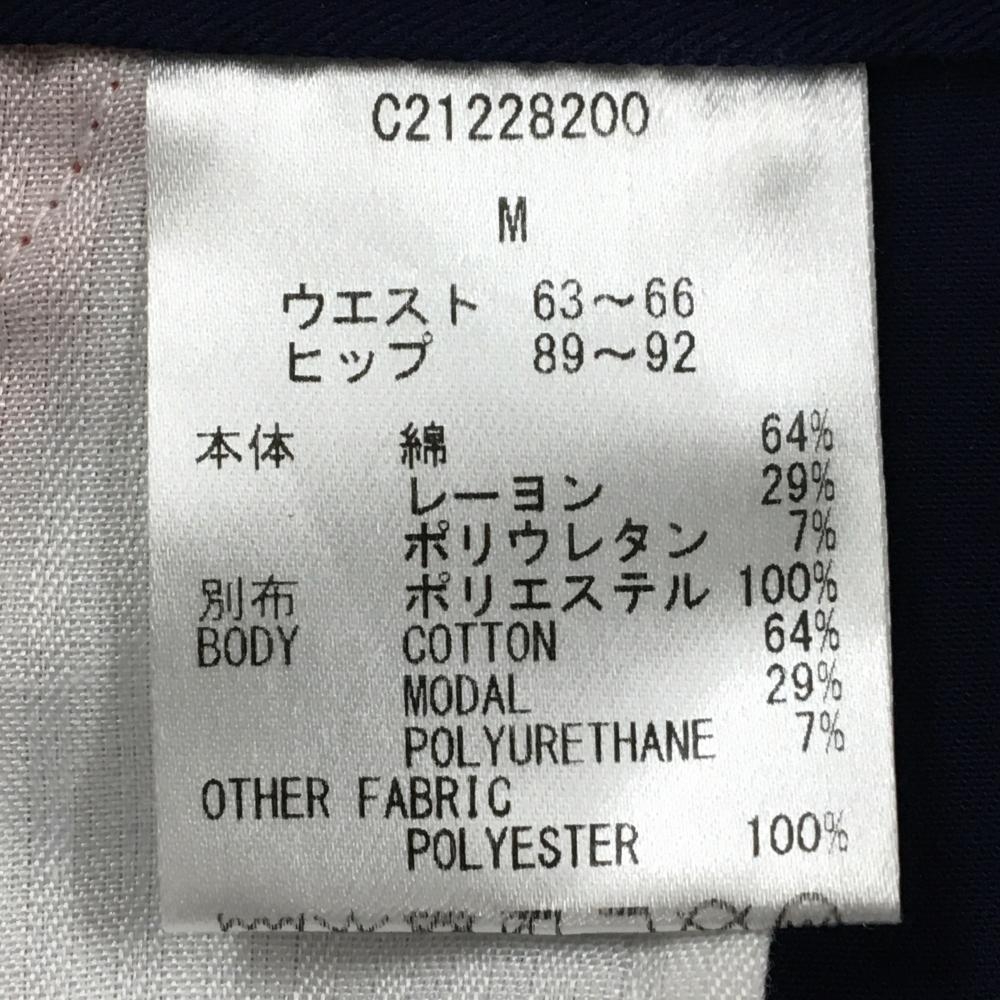 C21228200
M
ウエスト 63～66
ヒップ 89～92
本体 綿 64%
レーヨン 29%
ポリウレタン 7%
別布 ポリエステル 100%
BODY COTTON 64%
MODAL 29%
POLYURETHANE 7%
OTHER FABRIC
POLYESTER 100%